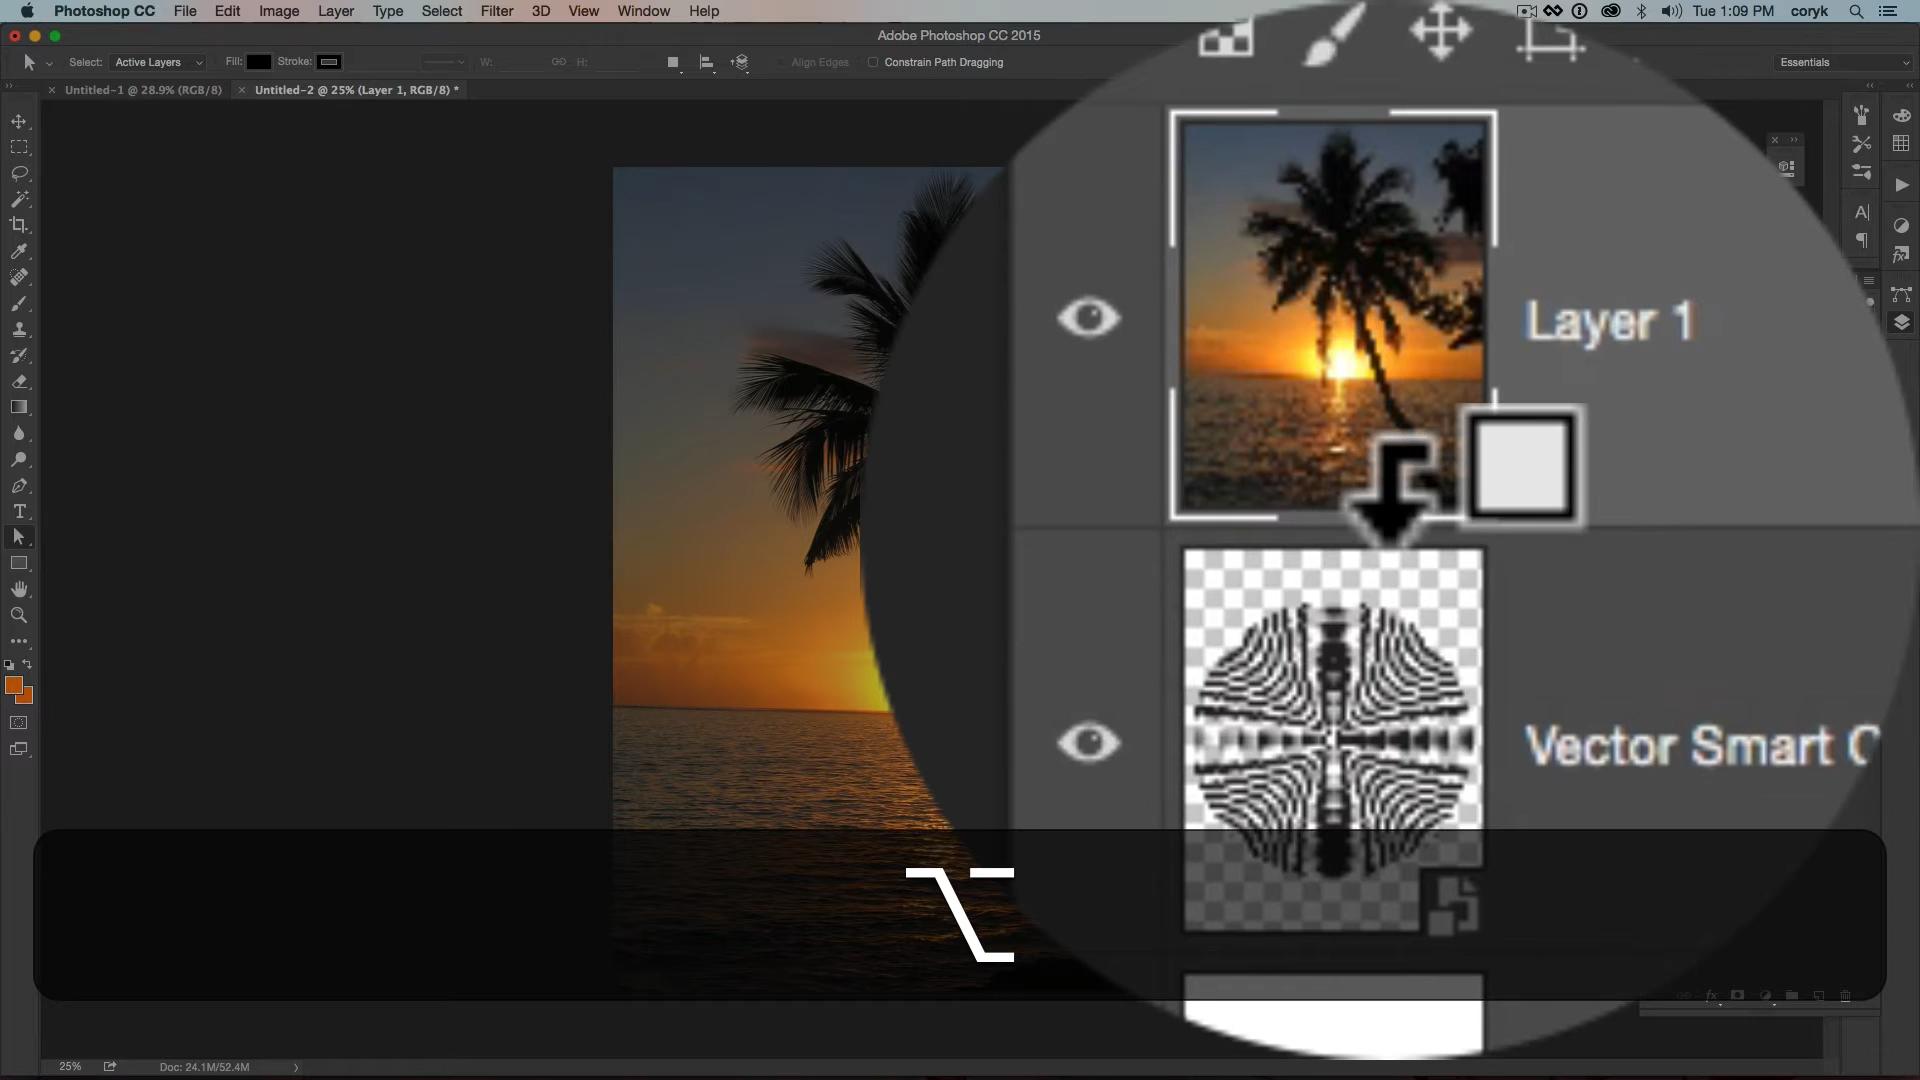 Photoshop CC File Edit Image Layer Type Select Filter 3D View Window Help Tue 1:09 PM coryk
Adobe Photoshop CC 2015
Select: Active Layers Fill: Stroke: W: H: Align Edges Constrain Path Dragging Essentials
Untitled-1 @ 28.9% (RGB/8) Untitled-2 @ 25% (Layer 1, RGB/8) *
Layer 1
Vector Smart
25% Doc: 24.1M/52.4M